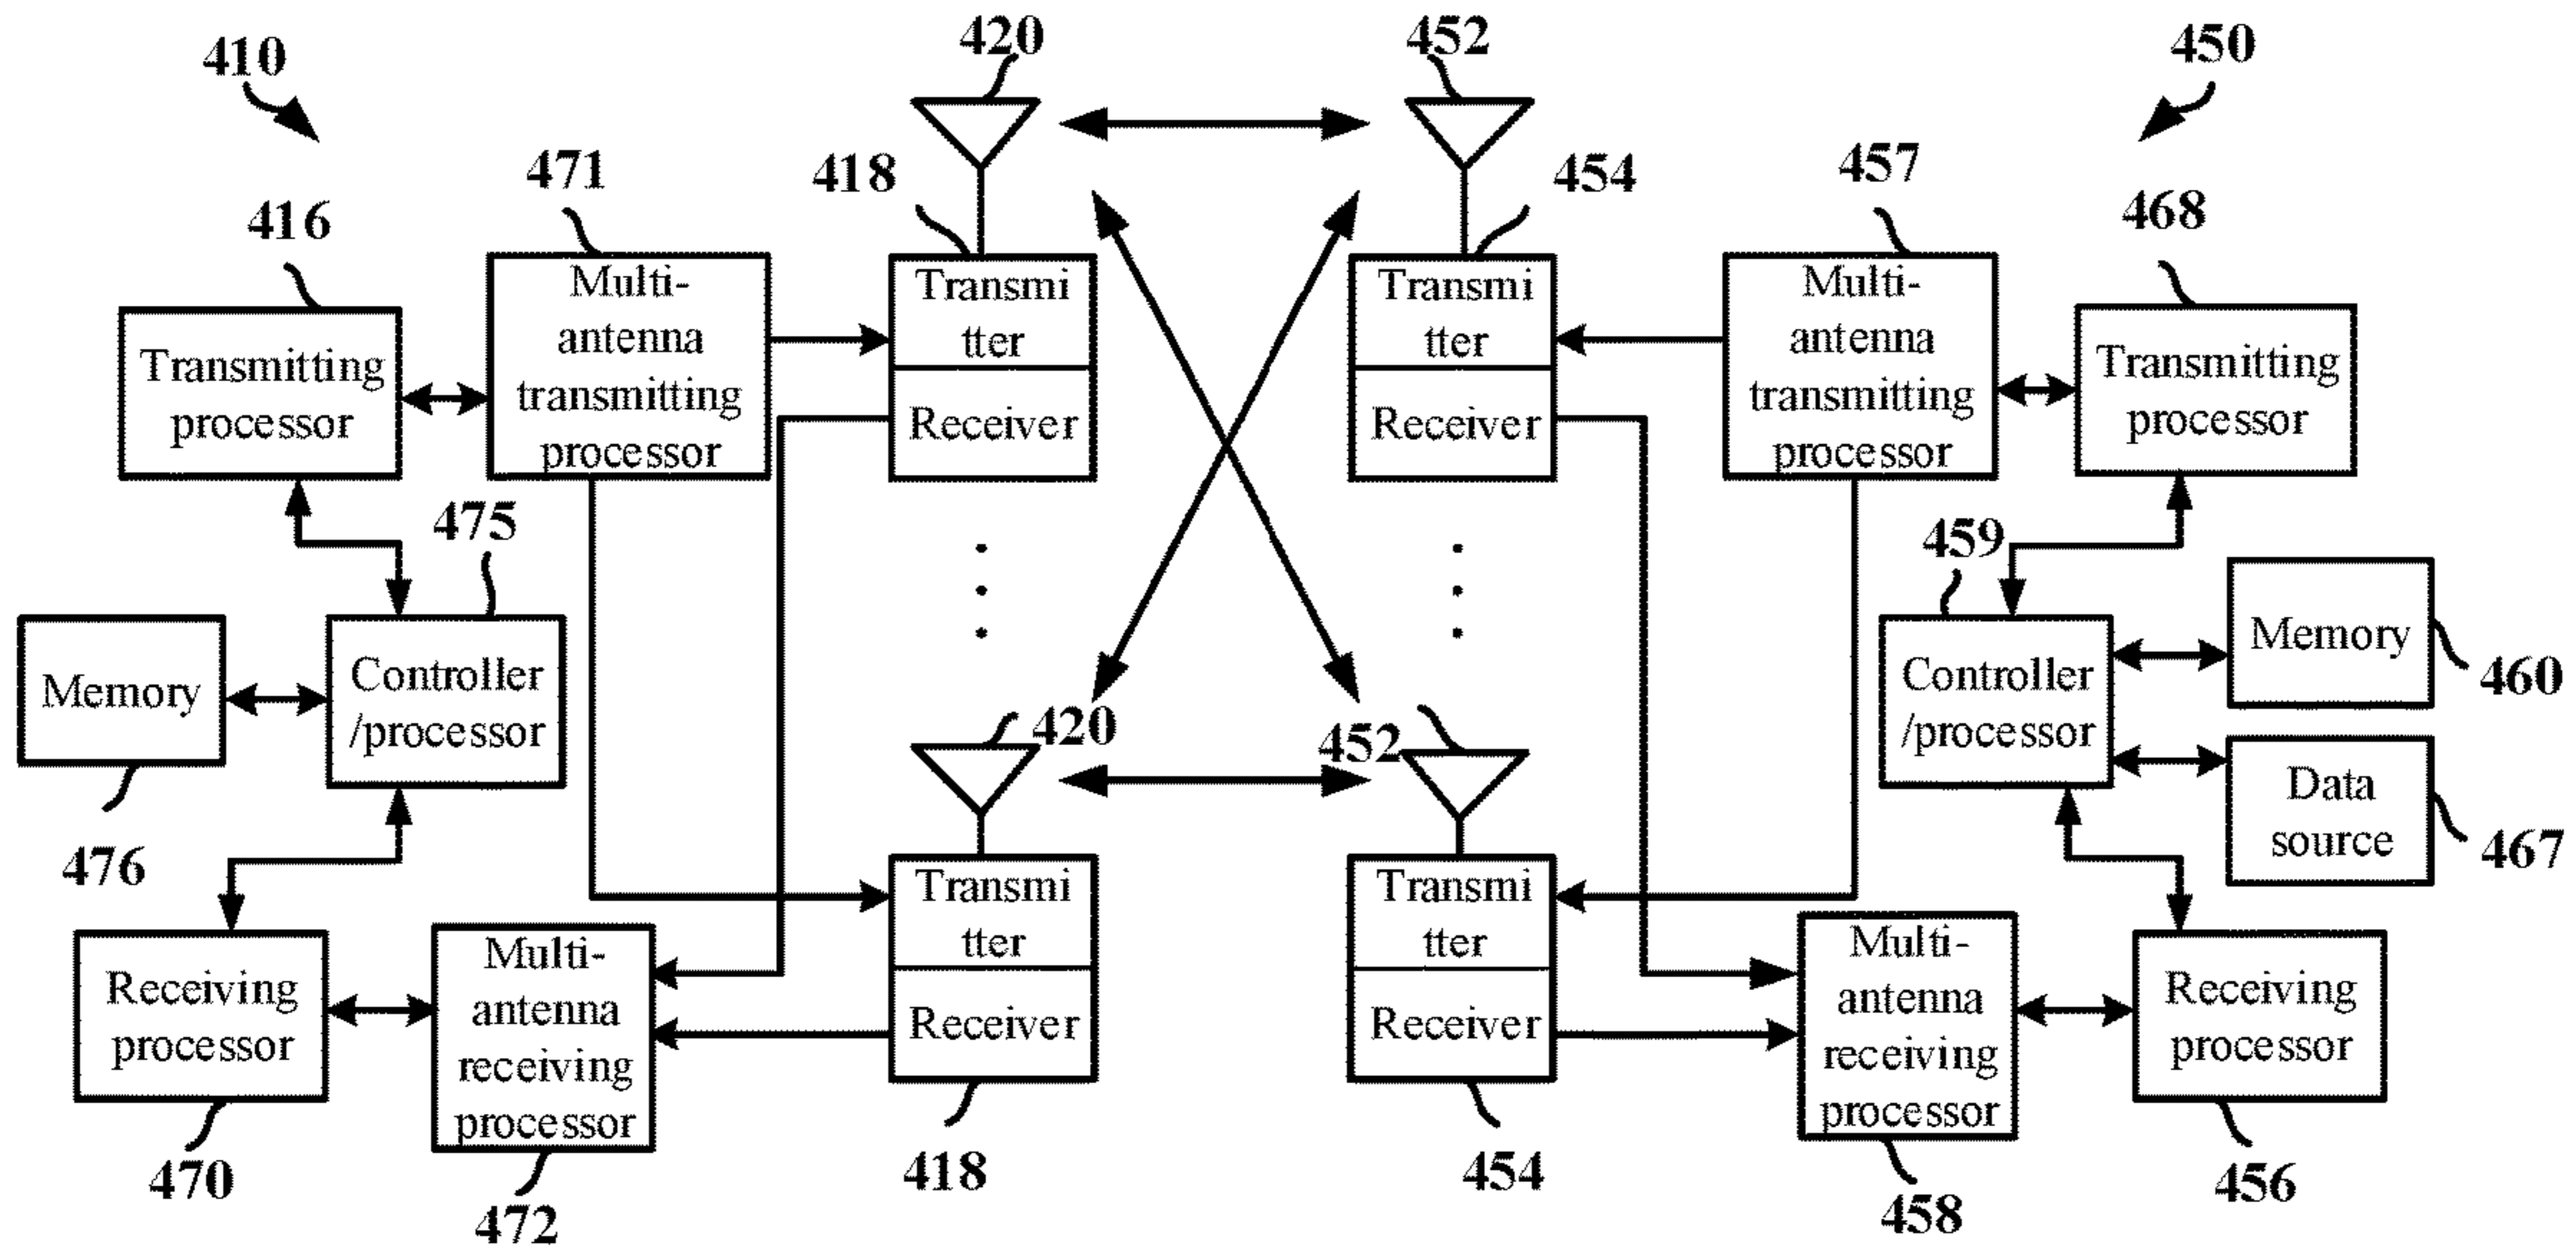 410
420
452
450
471
418
454
457
468
416
Multi-
antenna
transmitting
processor
Transmi
tter
Receiver
Transmi
tter
Receiver
Multi-
antenna
transmitting
processor
Transmitting
processor
Transmitting
processor
475
459
Memory
Controller
/processor
Controller
/processor
Memory
460
476
420
452
Data
source
467
Receiving
processor
Multi-
antenna
receiving
processor
Transmi
tter
Receiver
Transmi
tter
Receiver
Multi-
antenna
receiving
processor
Receiving
processor
470
472
418
454
458
456